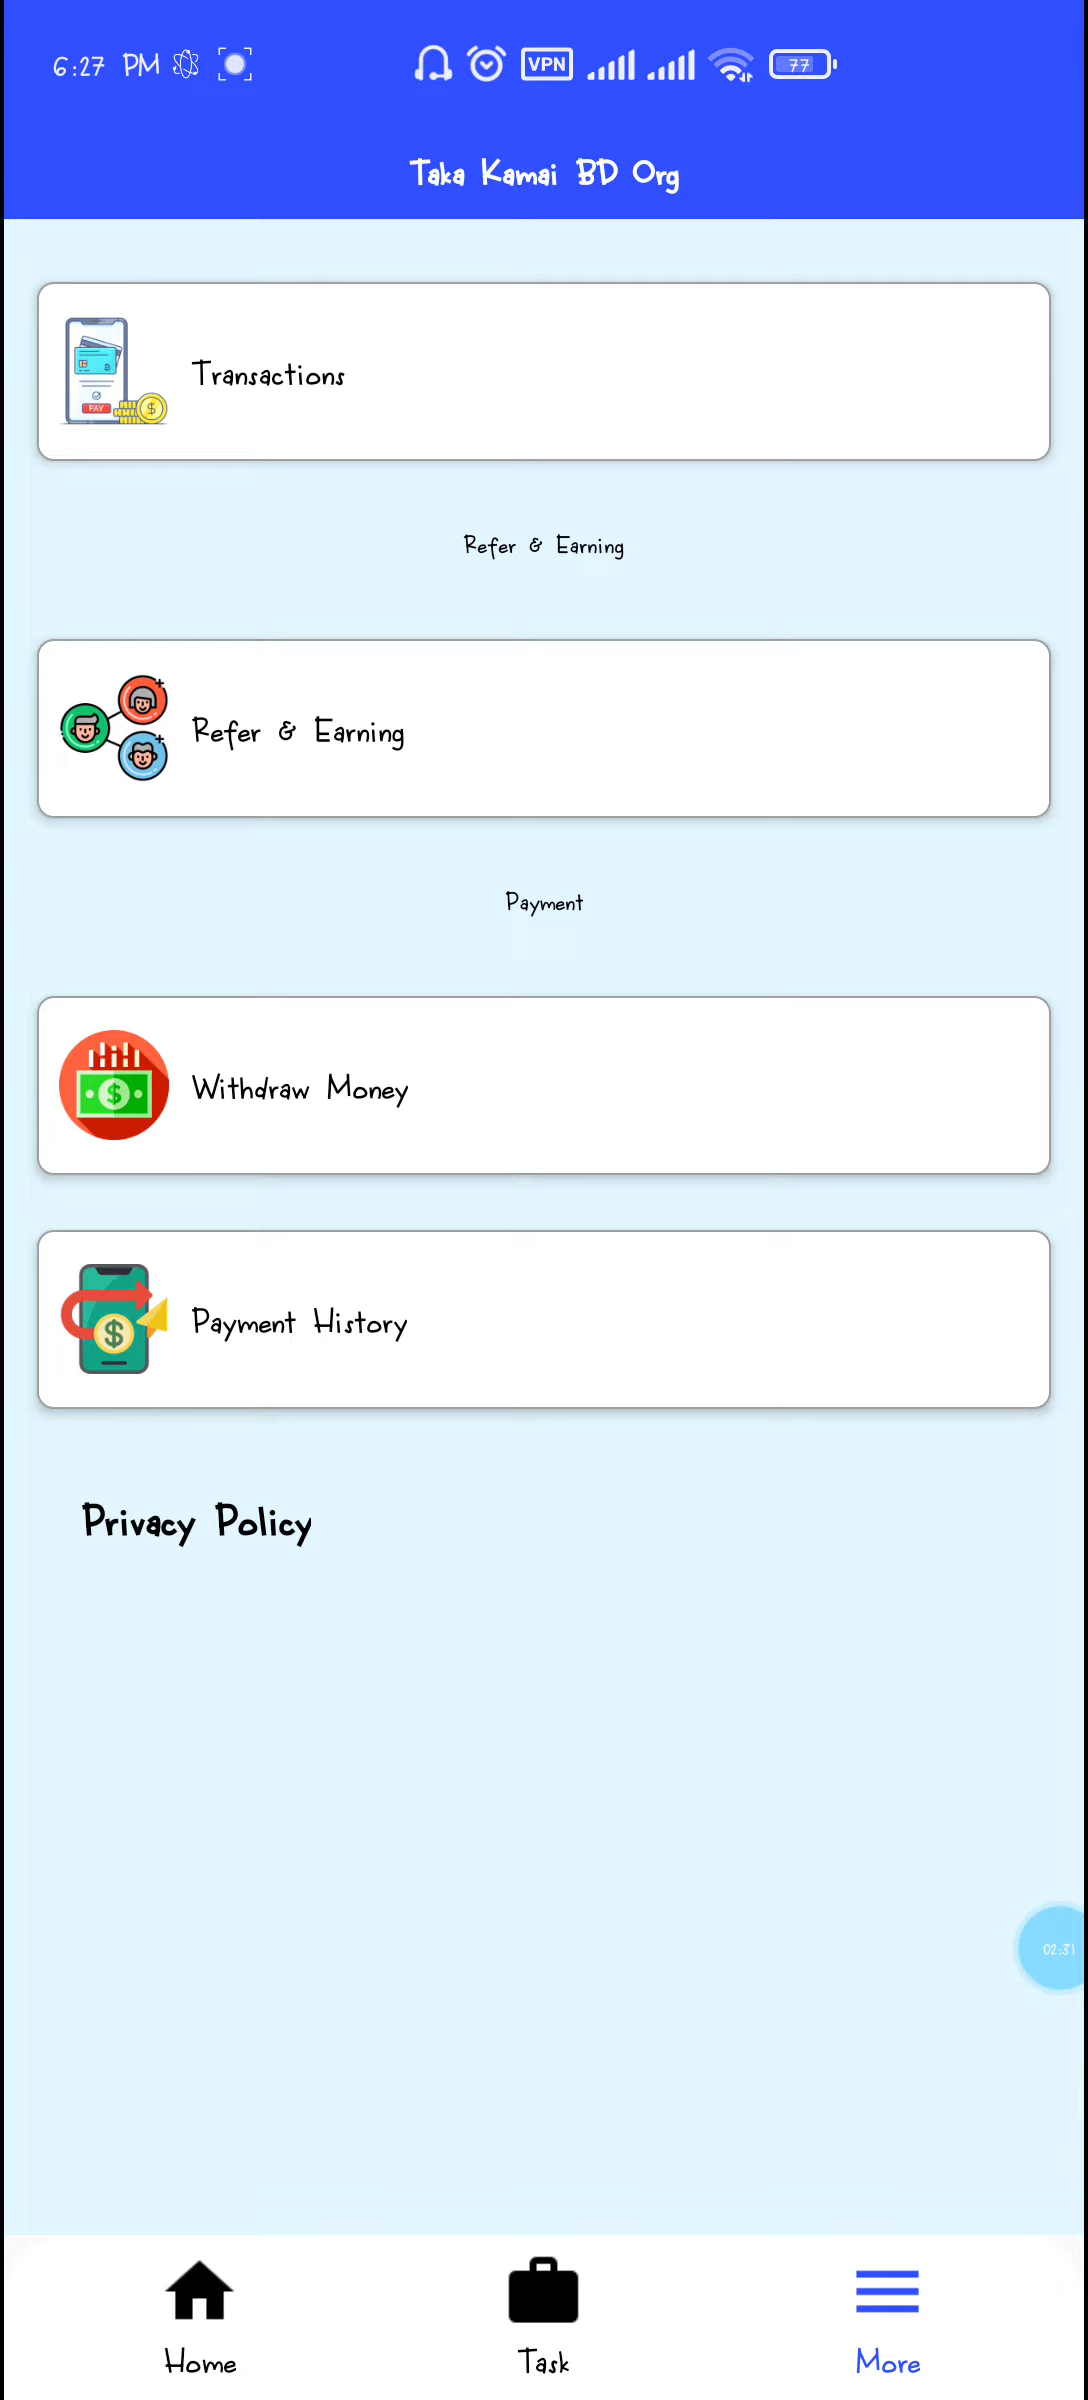 6:27 PM
VPN
77
Taka Kamai BD Org
PAY
Transactions
Refer & Earning
Refer & Earning
Payment
Withdraw Money
Payment History
Privacy Policy
02:31
Home
Task
More